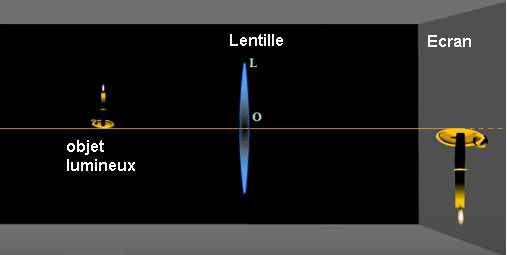 Lentille
Ecran
L
O
objet
lumineux